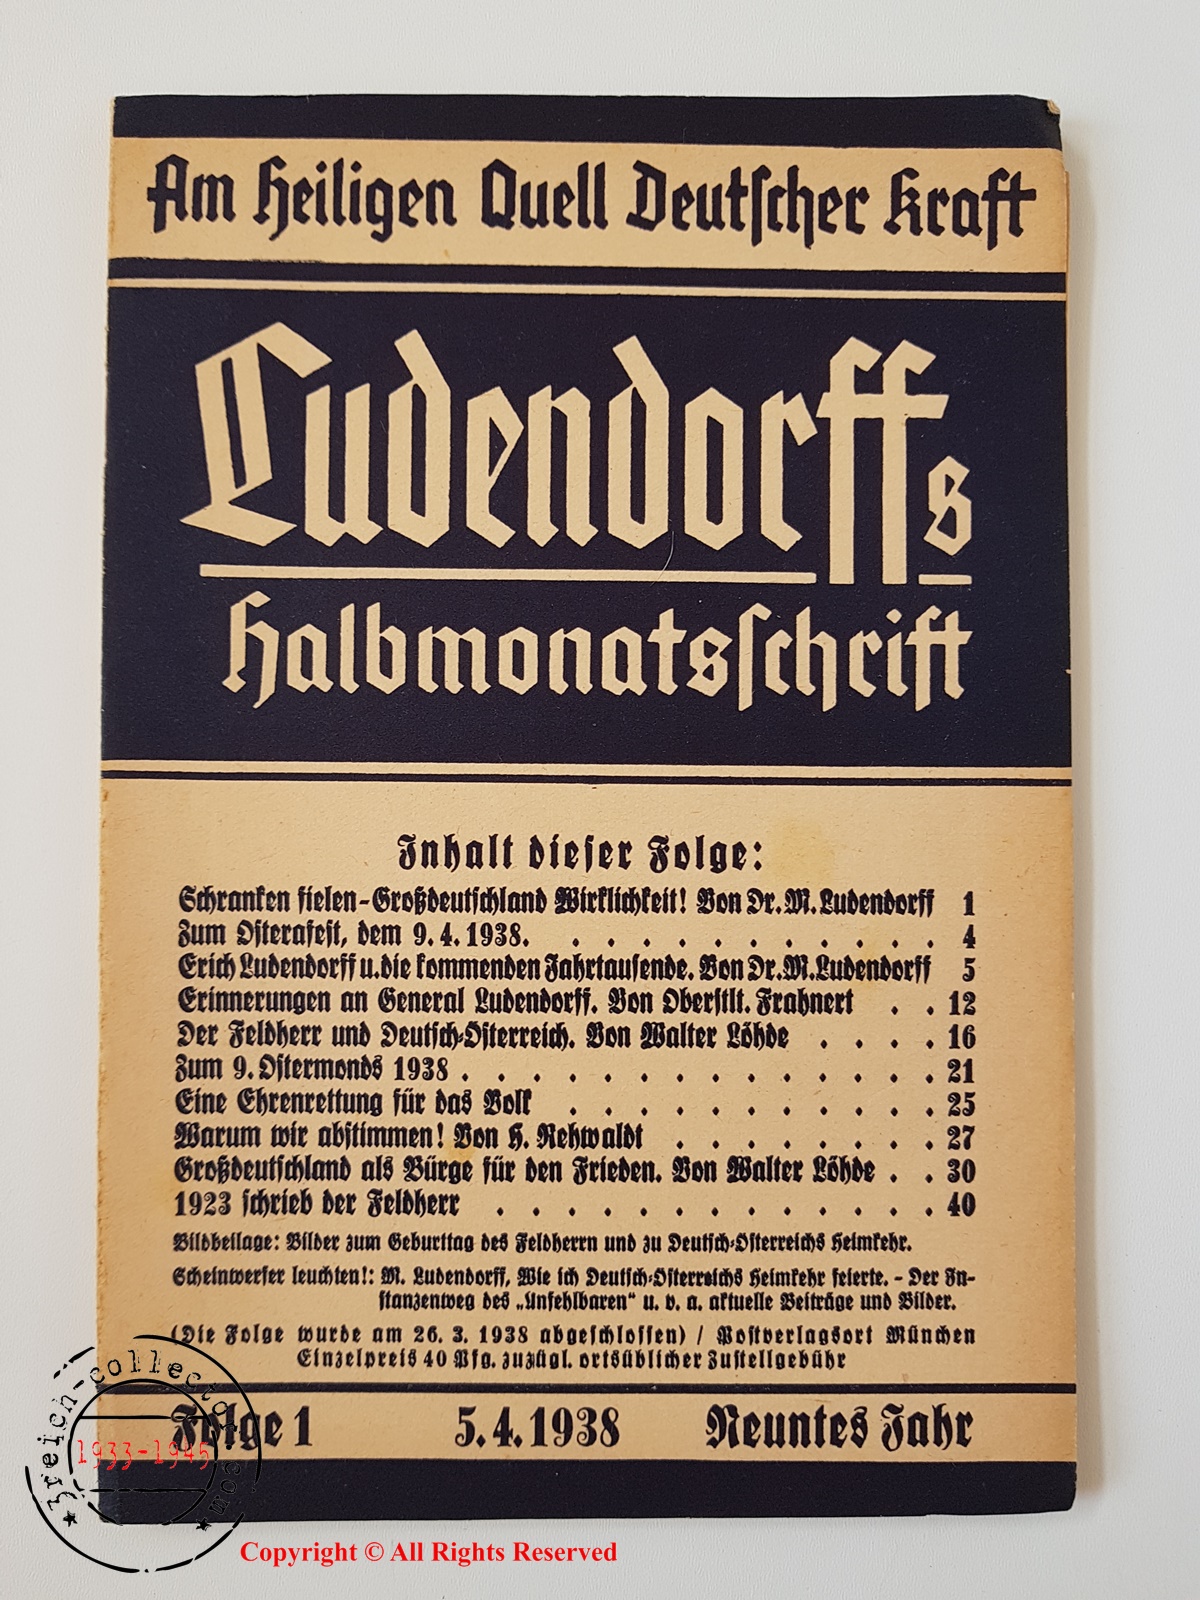 Am Heiligen Quell Deutscher Kraft
Ludendorffs
Halbmonatsschrift
Inhalt dieser Folge:
Schranken fielen-Großdeutschland Wirklichkeit! Von Dr. M. Ludendorff 1
Zum Osterafest, dem 9. 4. 1938. . . . . . . . . . . . 4
Erich Ludendorff u. die kommenden Jahrtausende. Von Dr. M. Ludendorff 5
Erinnerungen an General Ludendorff. Von Oberstlt. Frahnert . . 12
Der Feldherr und Deutsch-Österreich. Von Walter Löhde . . . . 16
Zum 9. Ostermonds 1938 . . . . . . . . . . . . . . 21
Eine Ehrenrettung für das Volk . . . . . . . . . . . 25
Warum wir abstimmen! Von H. Rehwaldt . . . . . . . . 27
Großdeutschland als Bürge für den Frieden. Von Walter Löhde . . 30
1923 schrieb der Feldherr . . . . . . . . . . . . . 40
Bildbeilage: Bilder zum Geburttag des Feldherrn und zu Deutsch-Österreichs Heimkehr.
Scheinwerfer leuchten!: M. Ludendorff, Wie ich Deutsch-Österreichs Heimkehr feierte. - Der In-
stanzenweg des „Unfehlbaren" u. v. a. aktuelle Beiträge und Bilder.
(Die Folge wurde am 26. 3. 1938 abgeschlossen) / Postverlagsort München
Einzelpreis 40 Pfg. zuzügl. ortsüblicher Zustellgebühr
Folge 1 5. 4. 1938 Neuntes Jahr
3reich-collector.com
1933-1945
Copyright © All Rights Reserved